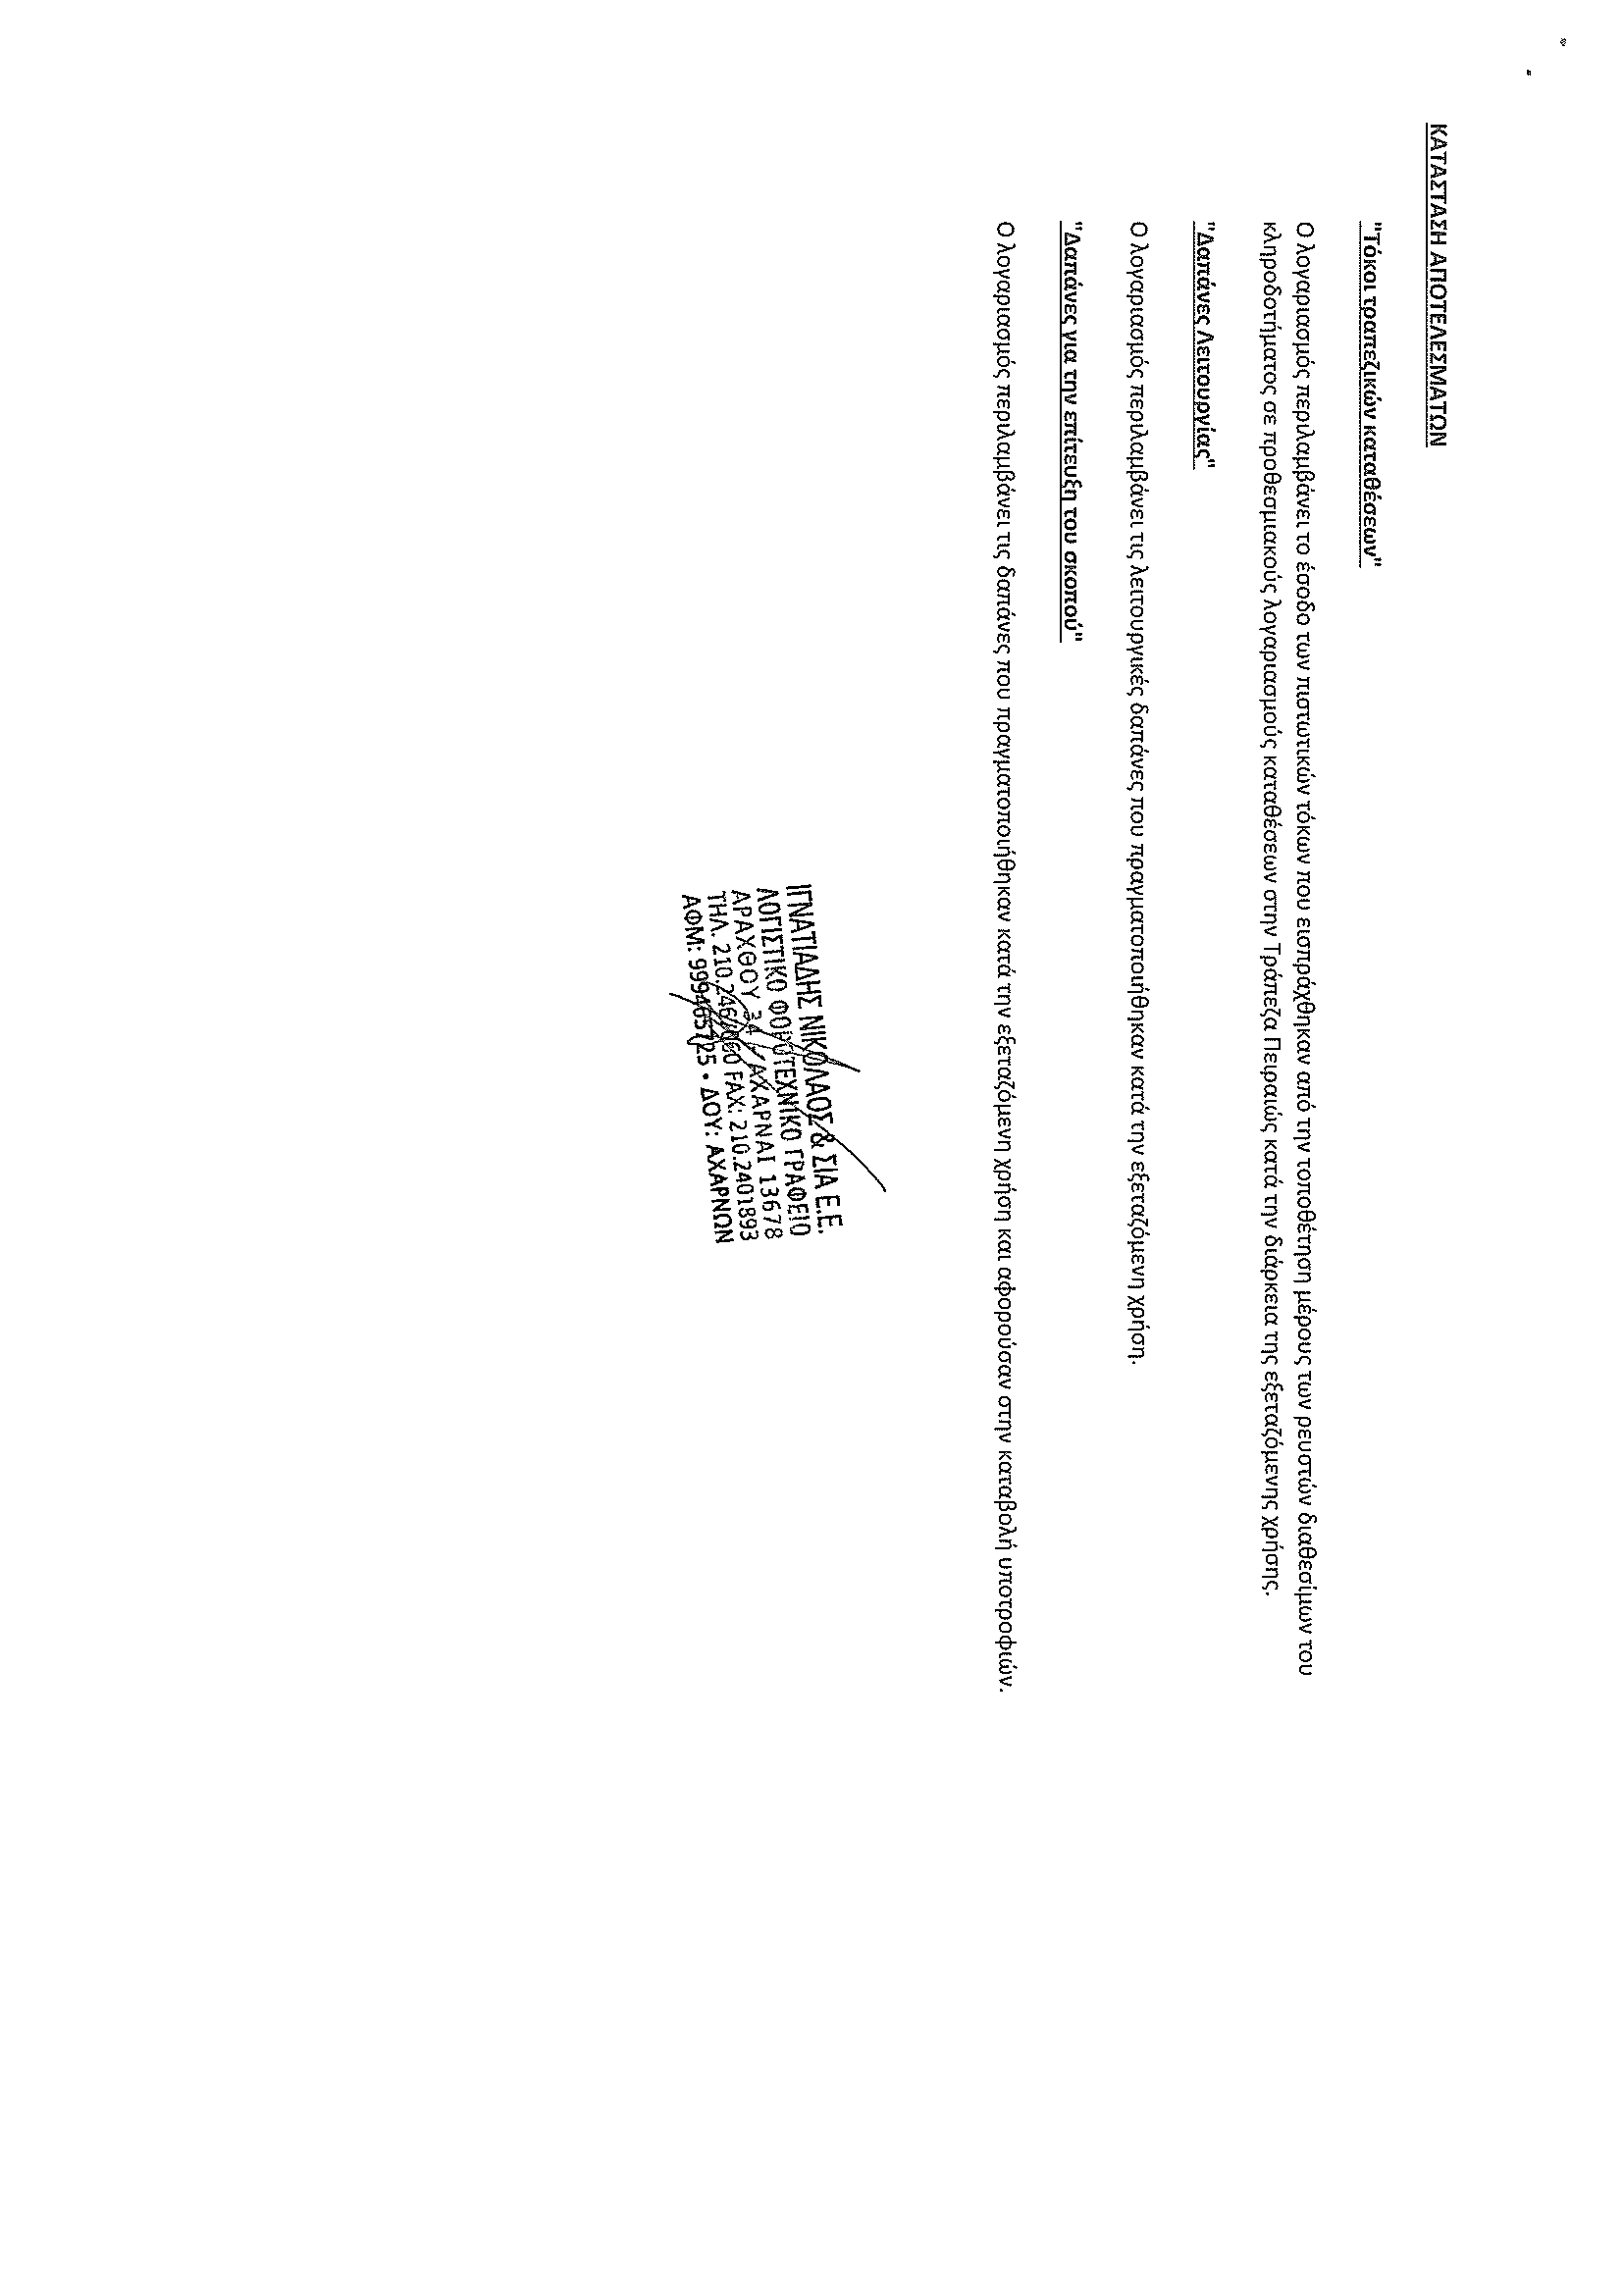 ΚΑΤΑΣΤΑΣΗ ΑΠΟΤΕΛΕΣΜΑΤΩΝ
"Τόκοι τραπεζικών καταθέσεων"
Ο λογαριασμός περιλαμβάνει το έσοδο των πιστωτικών τόκων που εισπράχθηκαν από την τοποθέτηση μέρους των ρευστών διαθεσίμων του
κληροδοτήματος σε προθεσμιακούς λογαριασμούς καταθέσεων στην Τράπεζα Πειραιώς κατά την διάρκεια της εξεταζόμενης χρήσης.
"Δαπάνες Λειτουργίας"
Ο λογαριασμός περιλαμβάνει τις λειτουργικές δαπάνες που πραγματοποιήθηκαν κατά την εξεταζόμενη χρήση.
"Δαπάνες για την επίτευξη του σκοπού"
Ο λογαριασμός περιλαμβάνει τις δαπάνες που πραγματοποιήθηκαν κατά την εξεταζόμενη χρήση και αφορούσαν στην καταβολή υποτροφιών.
ΙΓΝΑΤΙΑΔΗΣ ΝΙΚΟΛΑΟΣ & ΣΙΑ Ε.Ε.
ΛΟΓΙΣΤΙΚΟ ΦΟΡΟΤΕΧΝΙΚΟ ΓΡΑΦΕΙΟ
ΑΡΑΧΘΟΥ 34 - ΑΧΑΡΝΑΙ 13678
ΤΗΛ. FAX: 210.2401893
ΑΦΜ: • ΔΟΥ: ΑΧΑΡΝΩΝ